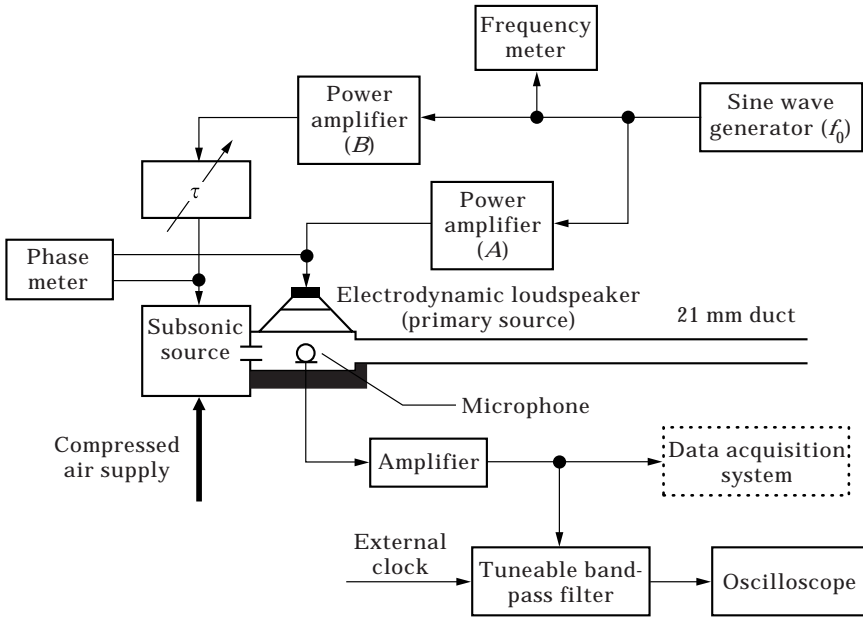 Frequency
meter
Power
amplifier
(B)
Sine wave
generator (f0)
τ
Power
amplifier
(A)
Phase
meter
Electrodynamic loudspeaker
(primary source)
21 mm duct
Subsonic
source
Microphone
Compressed
air supply
Amplifier
Data acquisition
system
External
clock
Tuneable band-
pass filter
Oscilloscope